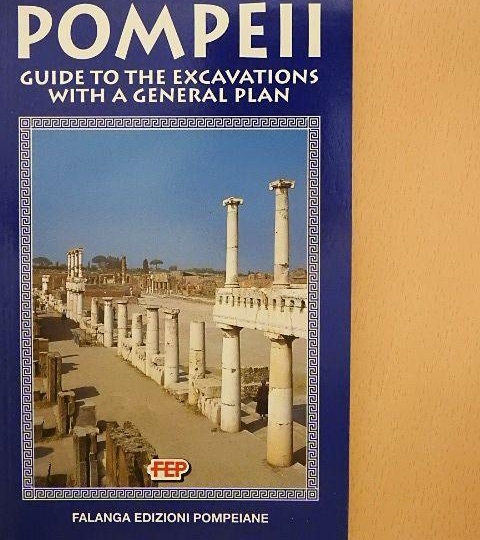 POMPEII
GUIDE TO THE EXCAVATIONS
WITH A GENERAL PLAN
FEP
FALANGA EDIZIONI POMPEIANE